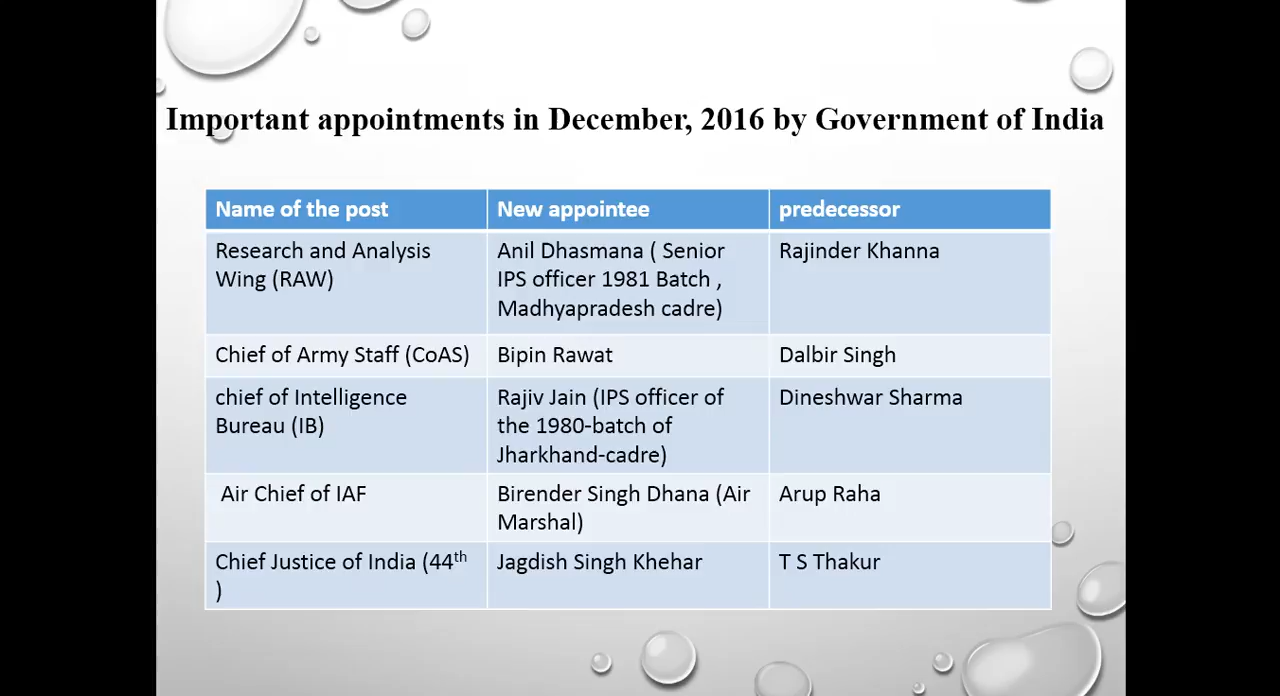 Important appointments in December, 2016 by Government of India
Name of the post
New appointee
predecessor
Research and Analysis
Wing (RAW)
Anil Dhasmana ( Senior
IPS officer 1981 Batch ,
Madhyapradesh cadre)
Rajinder Khanna
Chief of Army Staff (CoAS)
Bipin Rawat
Dalbir Singh
chief of Intelligence
Bureau (IB)
Rajiv Jain (IPS officer of
the 1980-batch of
Jharkhand-cadre)
Dineshwar Sharma
Air Chief of IAF
Birender Singh Dhana (Air
Marshal)
Arup Raha
Chief Justice of India (44th
)
Jagdish Singh Khehar
T S Thakur